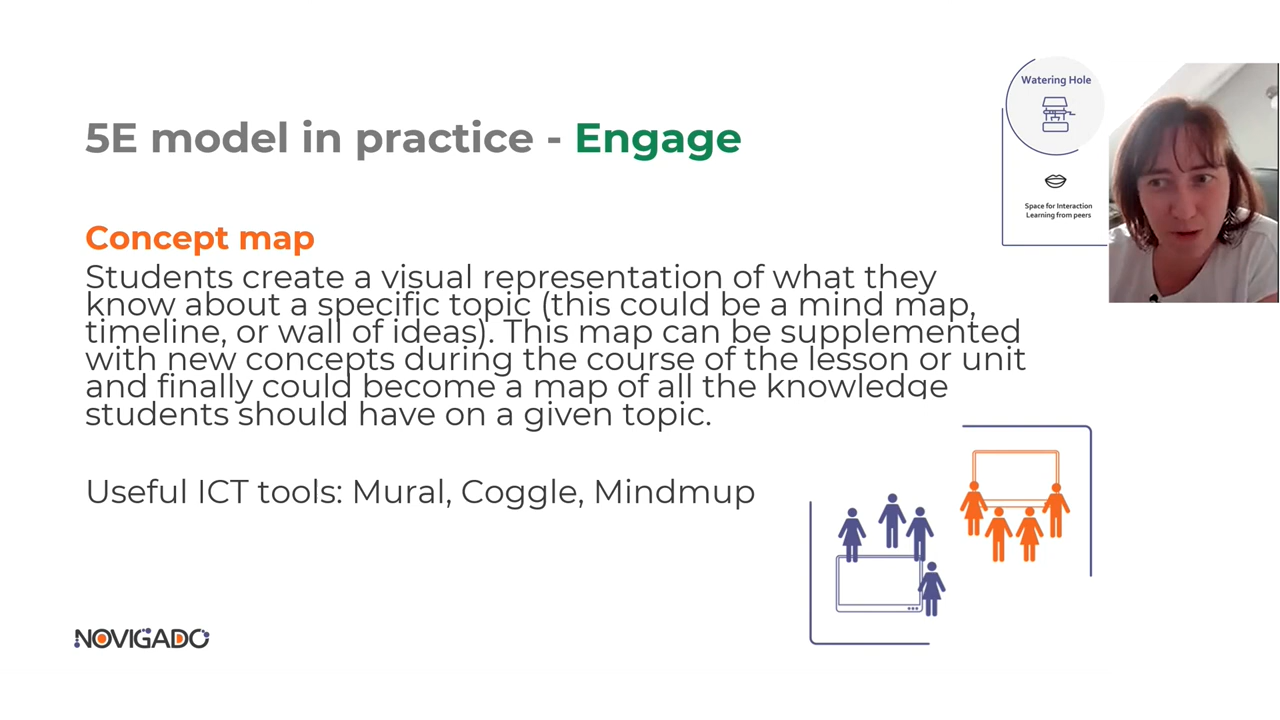 5E model in practice - Engage
Watering Hole
Space for Interaction
Learning from peers
Concept map
Students create a visual representation of what they
know about a specific topic (this could be a mind map,
timeline, or wall of ideas). This map can be supplemented
with new concepts during the course of the lesson or unit
and finally could become a map of all the knowledge
students should have on a given topic.
Useful ICT tools: Mural, Coggle, Mindmup
NOVIGADO